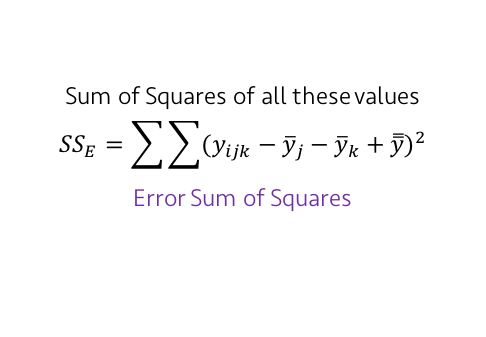 Sum of Squares of all these values
𝑆𝑆_𝐸 = ∑∑(𝑦_𝑖𝑗𝑘 − ȳ_𝑗 − ȳ_𝑘 + y̿)²
Error Sum of Squares